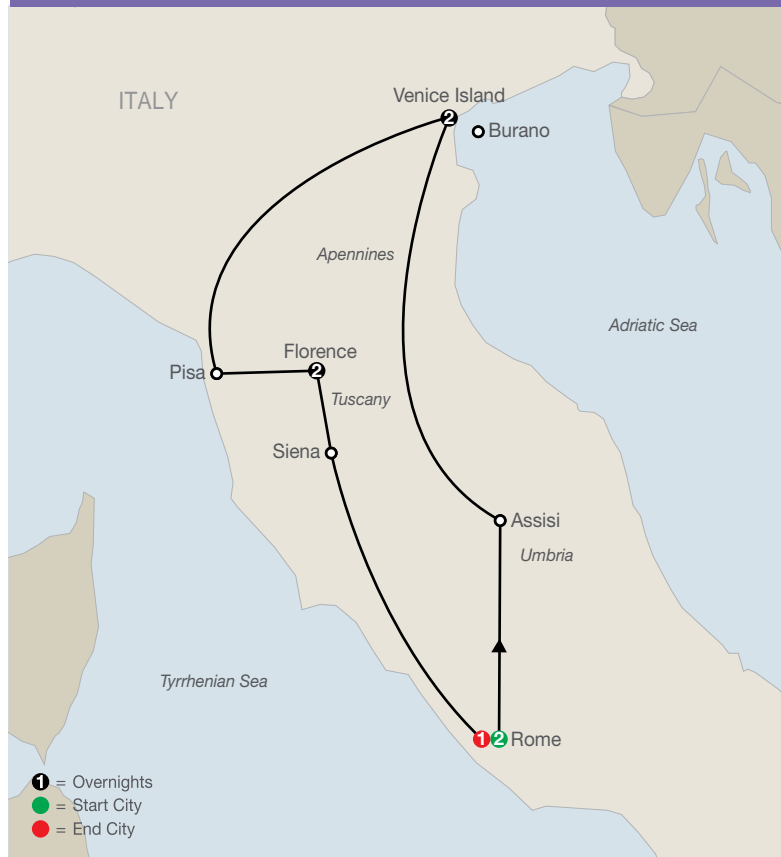 ITALY
Venice Island
2
Burano
Apennines
Adriatic Sea
Florence
2
Pisa
Tuscany
Siena
Assisi
Umbria
Tyrrhenian Sea
1 2 Rome
1 = Overnights
= Start City
= End City